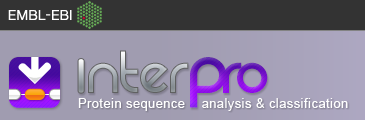 EMBL-EBI
InterPro
Protein sequence analysis & classification